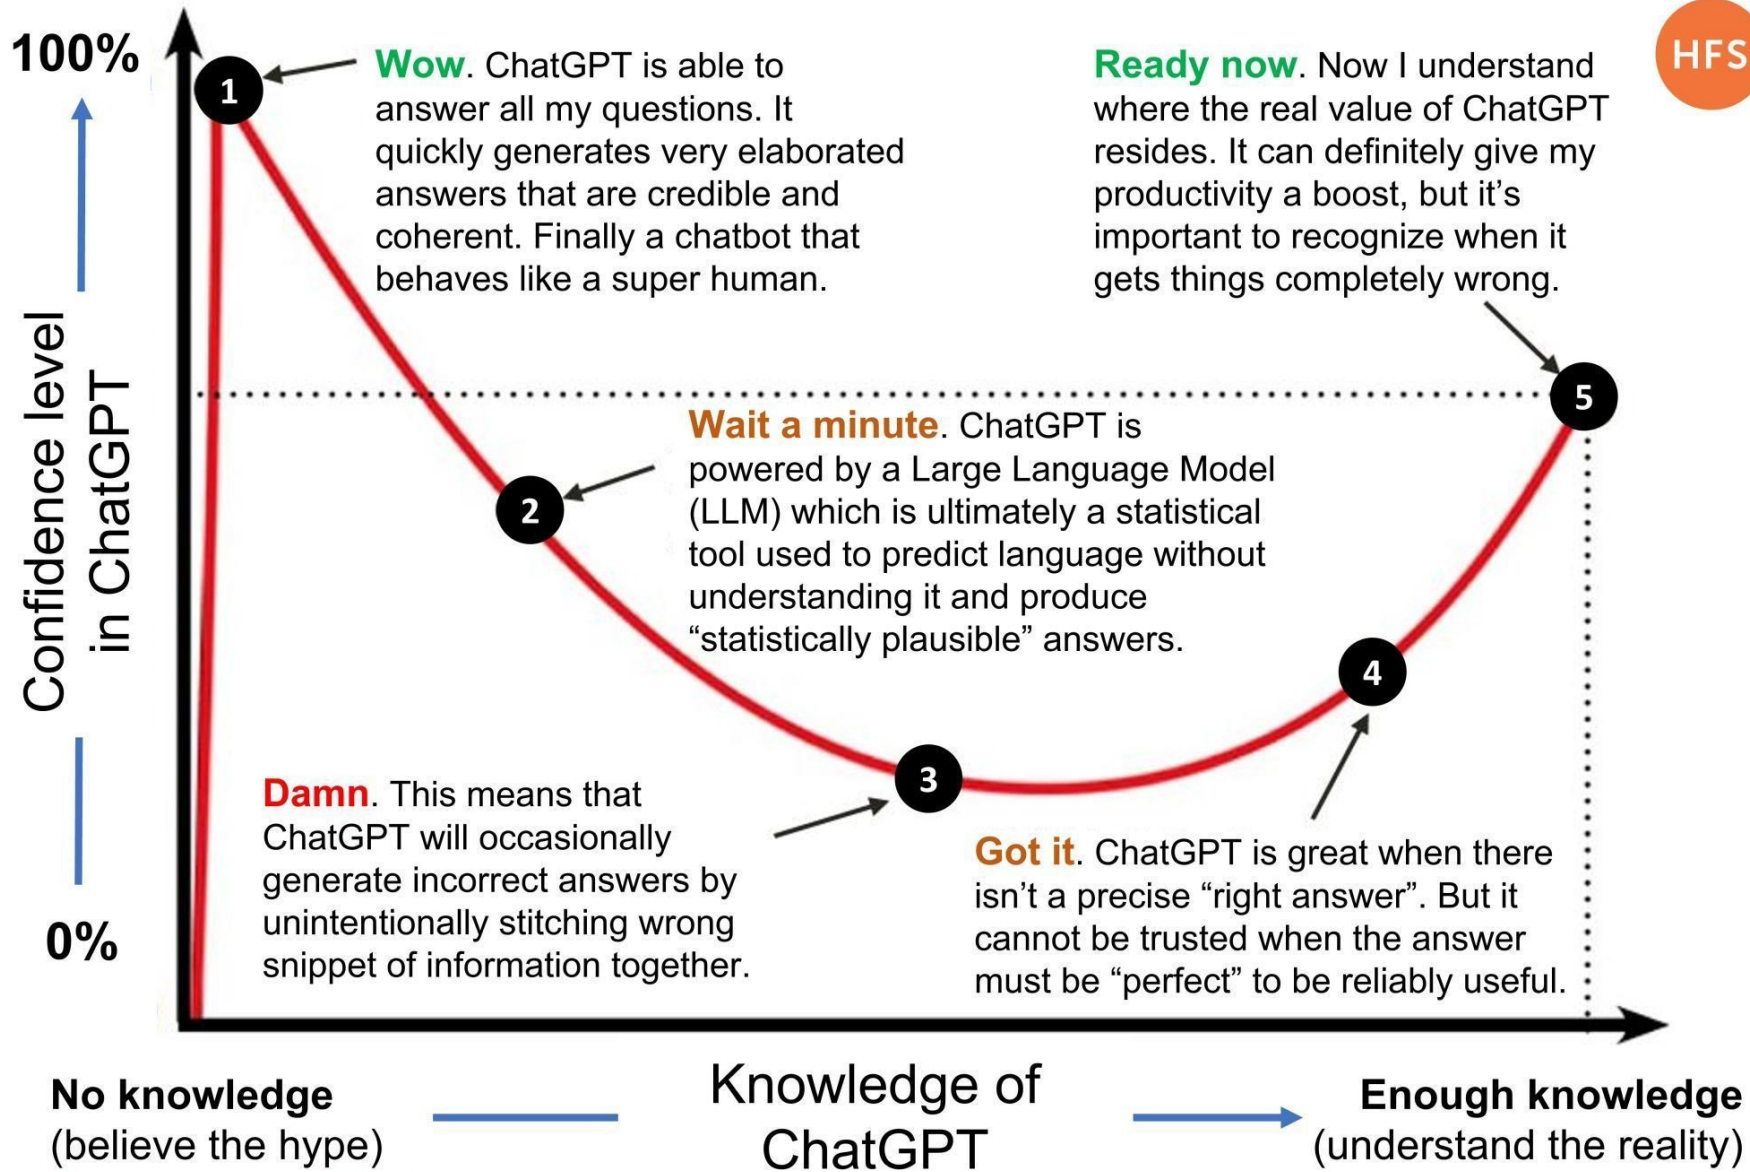 100%
Confidence level
in ChatGPT
0%
1
Wow. ChatGPT is able to
answer all my questions. It
quickly generates very elaborated
answers that are credible and
coherent. Finally a chatbot that
behaves like a super human.
Ready now. Now I understand
where the real value of ChatGPT
resides. It can definitely give my
productivity a boost, but it’s
important to recognize when it
gets things completely wrong.
HFS
5
2
Wait a minute. ChatGPT is
powered by a Large Language Model
(LLM) which is ultimately a statistical
tool used to predict language without
understanding it and produce
“statistically plausible” answers.
4
3
Damn. This means that
ChatGPT will occasionally
generate incorrect answers by
unintentionally stitching wrong
snippet of information together.
Got it. ChatGPT is great when there
isn’t a precise “right answer”. But it
cannot be trusted when the answer
must be “perfect” to be reliably useful.
No knowledge
(believe the hype)
Knowledge of
ChatGPT
Enough knowledge
(understand the reality)